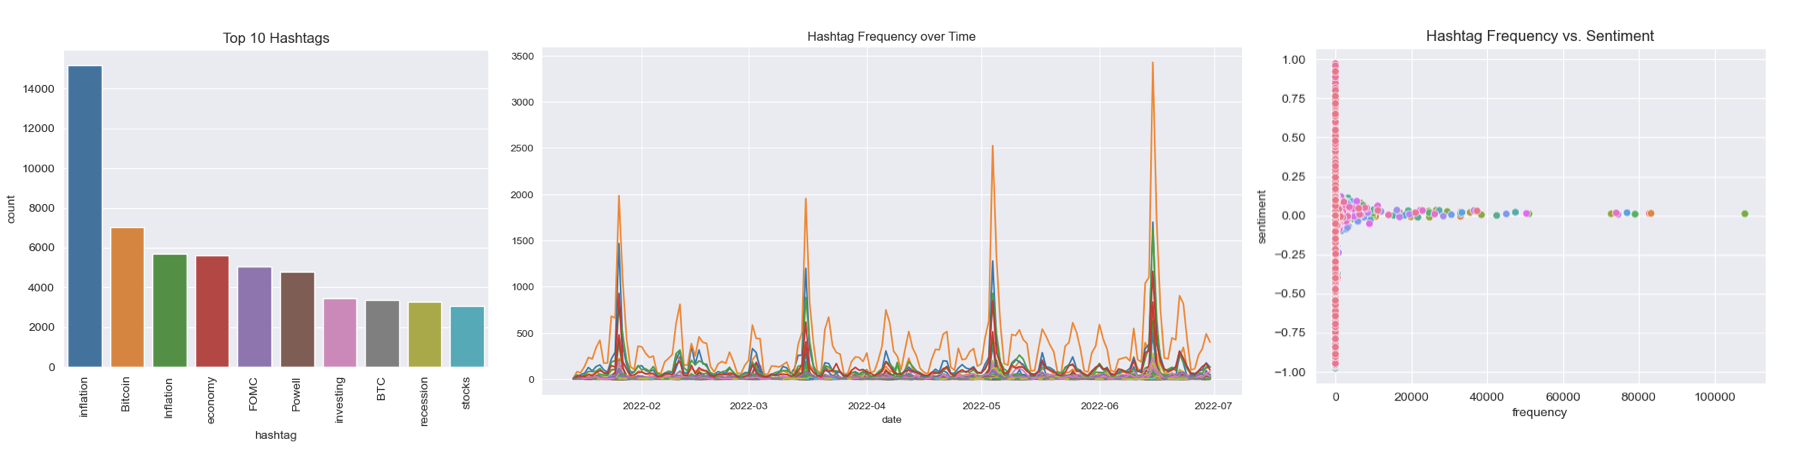 Top 10 Hashtags
count
14000
12000
10000
8000
6000
4000
2000
0
inflation
Bitcoin
Inflation
economy
FOMC
Powell
investing
BTC
recession
stocks
hashtag
Hashtag Frequency over Time
3500
3000
2500
2000
1500
1000
500
0
2022-02
2022-03
2022-04
2022-05
2022-06
2022-07
date
Hashtag Frequency vs. Sentiment
sentiment
1.00
0.75
0.50
0.25
0.00
−0.25
−0.50
−0.75
−1.00
0
20000
40000
60000
80000
100000
frequency